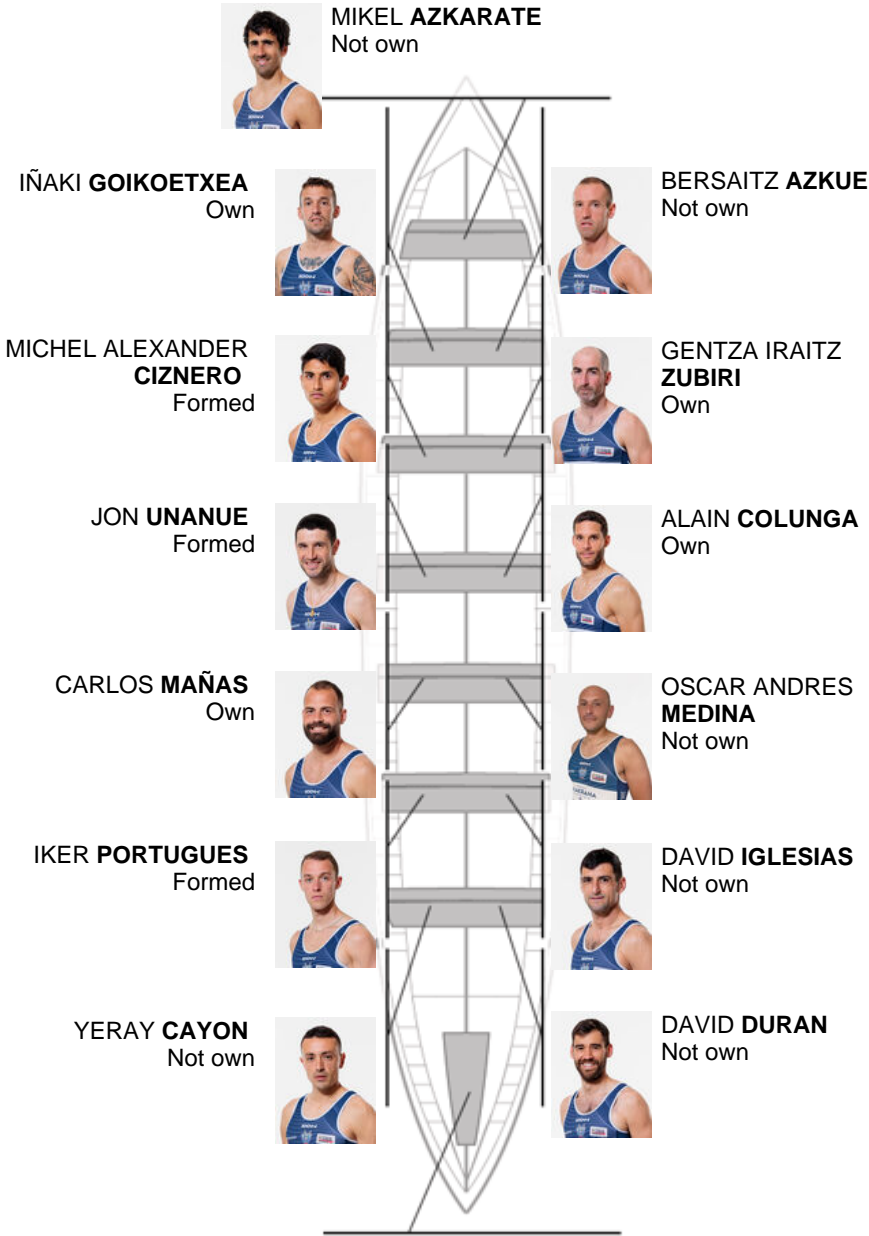 MIKEL AZKARATE
Not own
IÑAKI GOIKOETXEA
Own
BERSAITZ AZKUE
Not own
MICHEL ALEXANDER
CIZNERO
Formed
GENTZA IRAITZ
ZUBIRI
Own
JON UNANUE
Formed
ALAIN COLUNGA
Own
CARLOS MAÑAS
Own
OSCAR ANDRES
MEDINA
Not own
IKER PORTUGUES
Formed
DAVID IGLESIAS
Not own
YERAY CAYON
Not own
DAVID DURAN
Not own